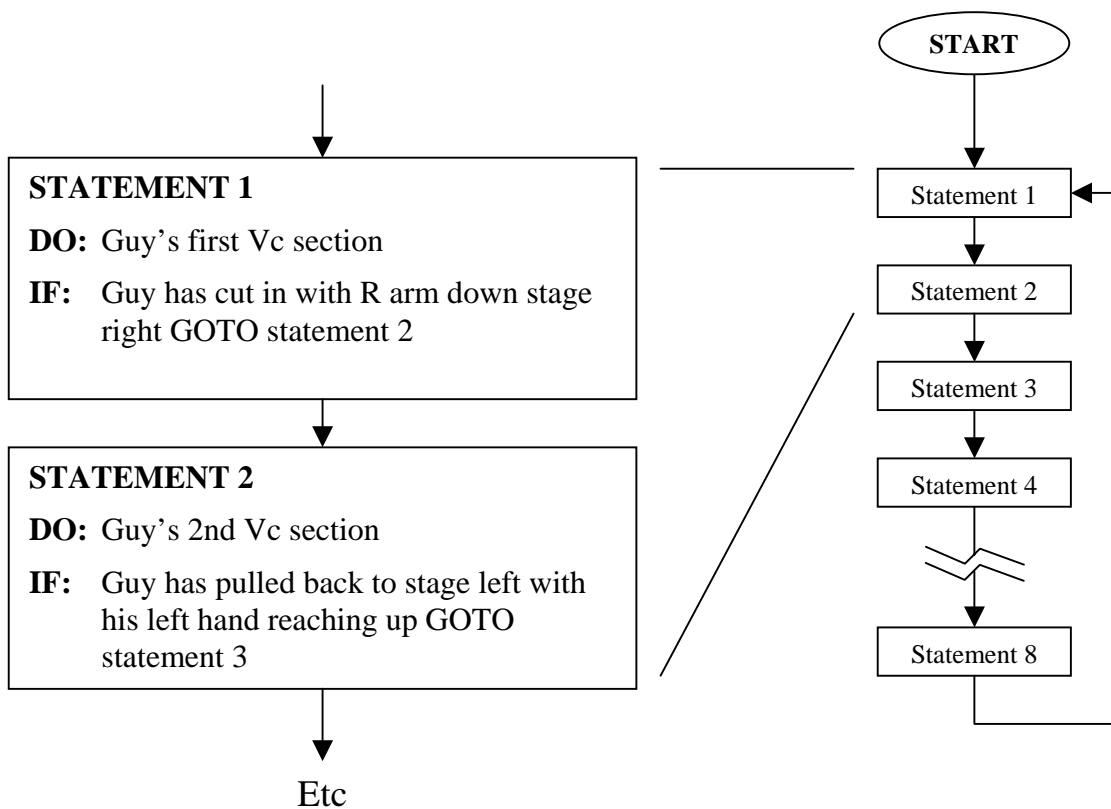 STATEMENT 1
DO: Guy’s first Vc section
IF: Guy has cut in with R arm down stage
right GOTO statement 2
STATEMENT 2
DO: Guy’s 2nd Vc section
IF: Guy has pulled back to stage left with
his left hand reaching up GOTO
statement 3
Etc
START
Statement 1
Statement 2
Statement 3
Statement 4
Statement 8